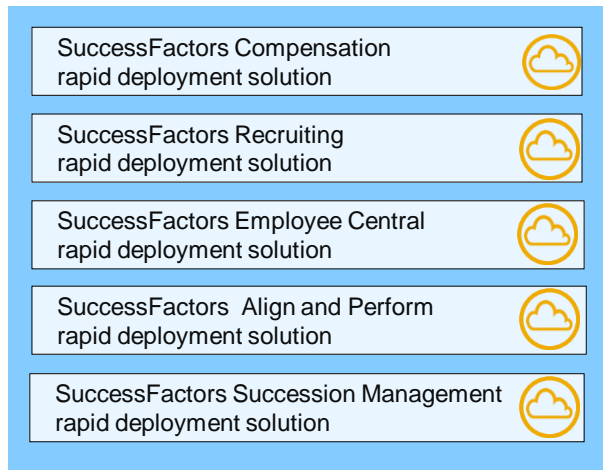 SuccessFactors Compensation
rapid deployment solution
SuccessFactors Recruiting
rapid deployment solution
SuccessFactors Employee Central
rapid deployment solution
SuccessFactors  Align and Perform
rapid deployment solution
SuccessFactors Succession Management
rapid deployment solution